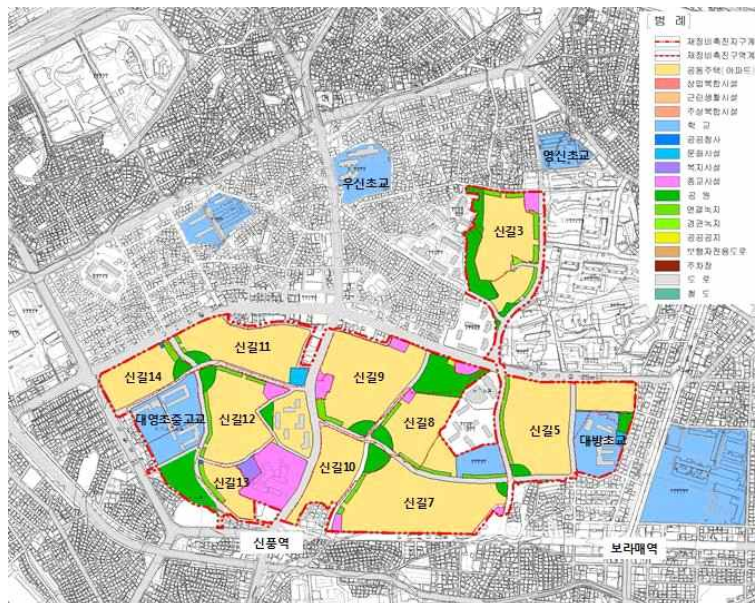 범 례
재정비촉진지구계
재정비촉진구역계
공동주택(아파트)
상업복합시설
근린생활시설
주상복합시설
학 교
공공청사
문화시설
복지시설
종교시설
공 원
연결녹지
경관녹지
공공공지
보행자전용도로
주차장
도 로
철 도
영신초교
우신초교
신길3
신길11
신길9
신길14
신길12
대영초중고교
신길8
신길5
대방초교
신길10
신길13
신길7
신풍역
보라매역